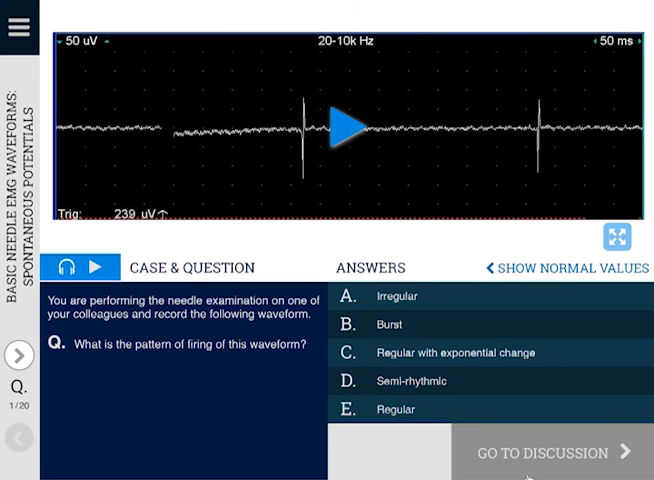 50 uV
20-10k Hz
50 ms
Trig: 239 uV
BASIC NEEDLE EMG WAVEFORMS:
SPONTANEOUS POTENTIALS
CASE & QUESTION
ANSWERS
SHOW NORMAL VALUES
You are performing the needle examination on one of
your colleagues and record the following waveform.
Q. What is the pattern of firing of this waveform?
A. Irregular
B. Burst
C. Regular with exponential change
D. Semi-rhythmic
E. Regular
Q.
1/20
GO TO DISCUSSION